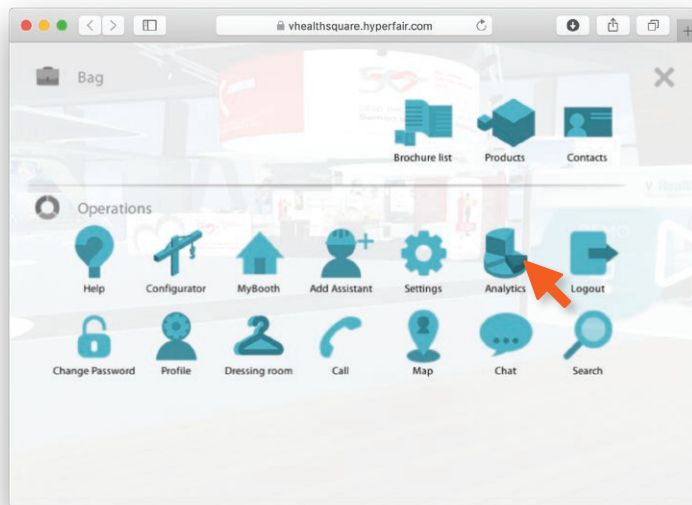 vhealthsquare.hyperfair.com
Bag
Brochure list Products Contacts
Operations
Help Configurator MyBooth Add Assistant Settings Analytics Logout
Change Password Profile Dressing room Call Map Chat Search